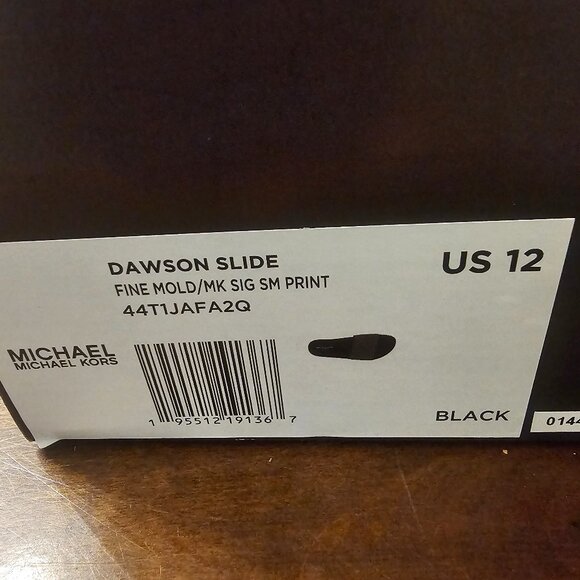 DAWSON SLIDE
US 12
FINE MOLD/MK SIG SM PRINT
44T1JAFA2Q
MICHAEL
MICHAEL KORS
1 95512 19136 7
BLACK
0144